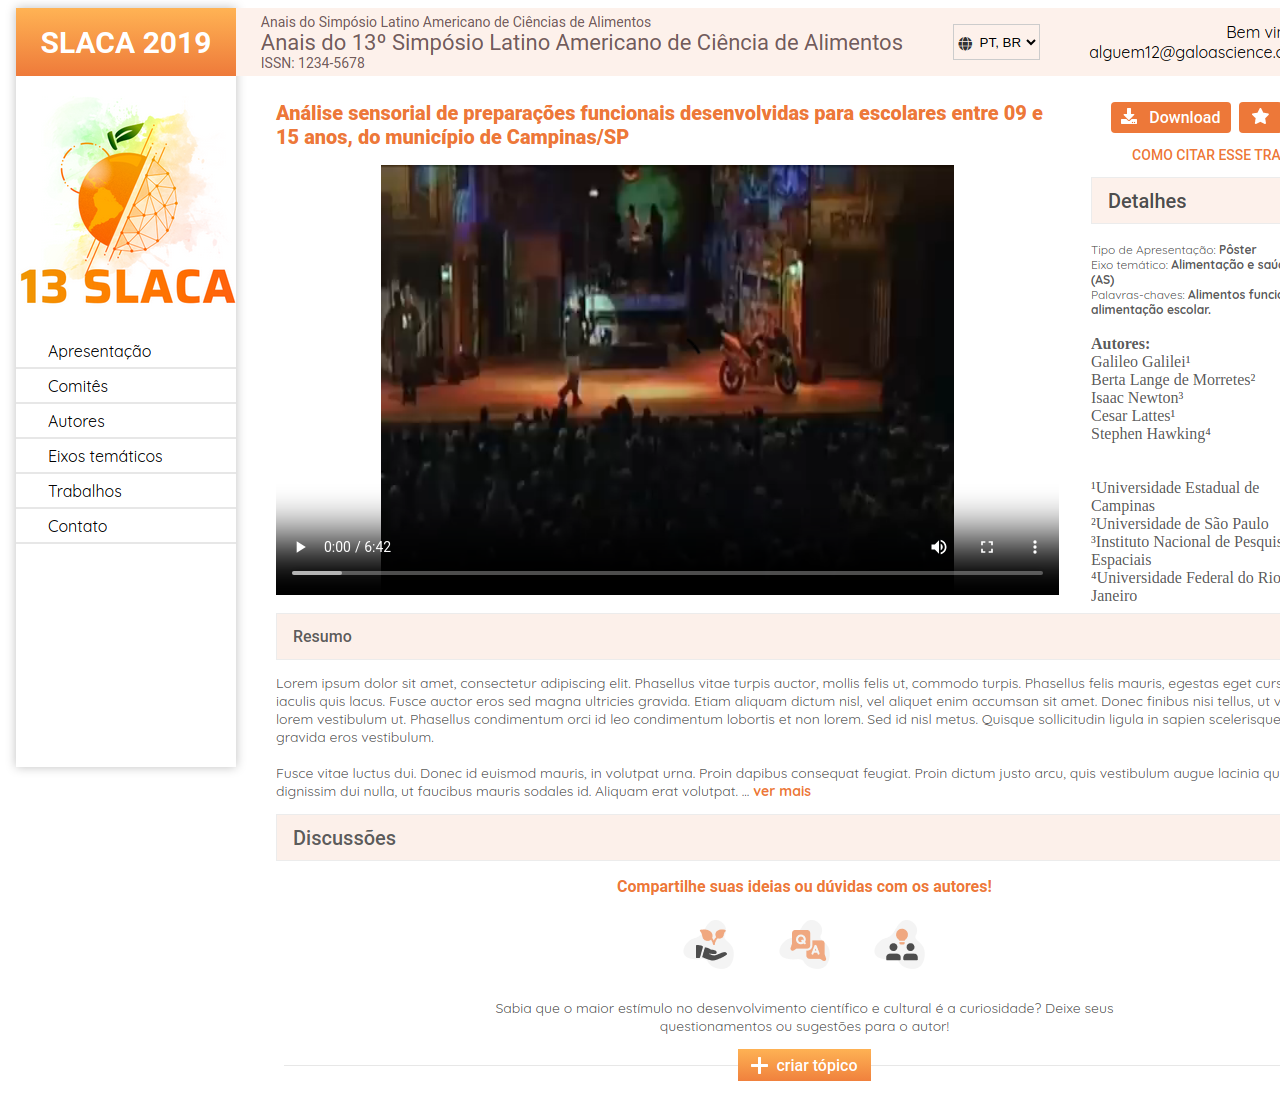 SLACA 2019
Anais do Simpósio Latino Americano de Ciências de Alimentos
Anais do 13º Simpósio Latino Americano de Ciência de Alimentos
ISSN: 1234-5678
PT, BR
Bem vin
alguem12@galoascience.c
13 SLACA
Apresentação
Comitês
Autores
Eixos temáticos
Trabalhos
Contato
Análise sensorial de preparações funcionais desenvolvidas para escolares entre 09 e
15 anos, do município de Campinas/SP
0:00 / 6:42
Download
COMO CITAR ESSE TRA
Detalhes
Tipo de Apresentação: Pôster
Eixo temático: Alimentação e saúd
(AS)
Palavras-chaves: Alimentos funcio
alimentação escolar.
Autores:
Galileo Galilei¹
Berta Lange de Morretes²
Isaac Newton³
Cesar Lattes¹
Stephen Hawking⁴
¹Universidade Estadual de
Campinas
²Universidade de São Paulo
³Instituto Nacional de Pesquis
Espaciais
⁴Universidade Federal do Rio
Janeiro
Resumo
Lorem ipsum dolor sit amet, consectetur adipiscing elit. Phasellus vitae turpis auctor, mollis felis ut, commodo turpis. Phasellus felis mauris, egestas eget curs
iaculis quis lacus. Fusce auctor eros sed magna ultricies gravida. Etiam aliquam dictum nisl, vel aliquet enim accumsan sit amet. Donec finibus nisi tellus, ut v
lorem vestibulum ut. Phasellus condimentum orci id leo condimentum lobortis et non lorem. Sed id nisl metus. Quisque sollicitudin ligula in sapien scelerisque
gravida eros vestibulum.
Fusce vitae luctus dui. Donec id euismod mauris, in volutpat urna. Proin dapibus consequat feugiat. Proin dictum justo arcu, quis vestibulum augue lacinia qu
dignissim dui nulla, ut faucibus mauris sodales id. Aliquam erat volutpat. ... ver mais
Discussões
Compartilhe suas ideias ou dúvidas com os autores!
Q A
Sabia que o maior estímulo no desenvolvimento científico e cultural é a curiosidade? Deixe seus
questionamentos ou sugestões para o autor!
criar tópico